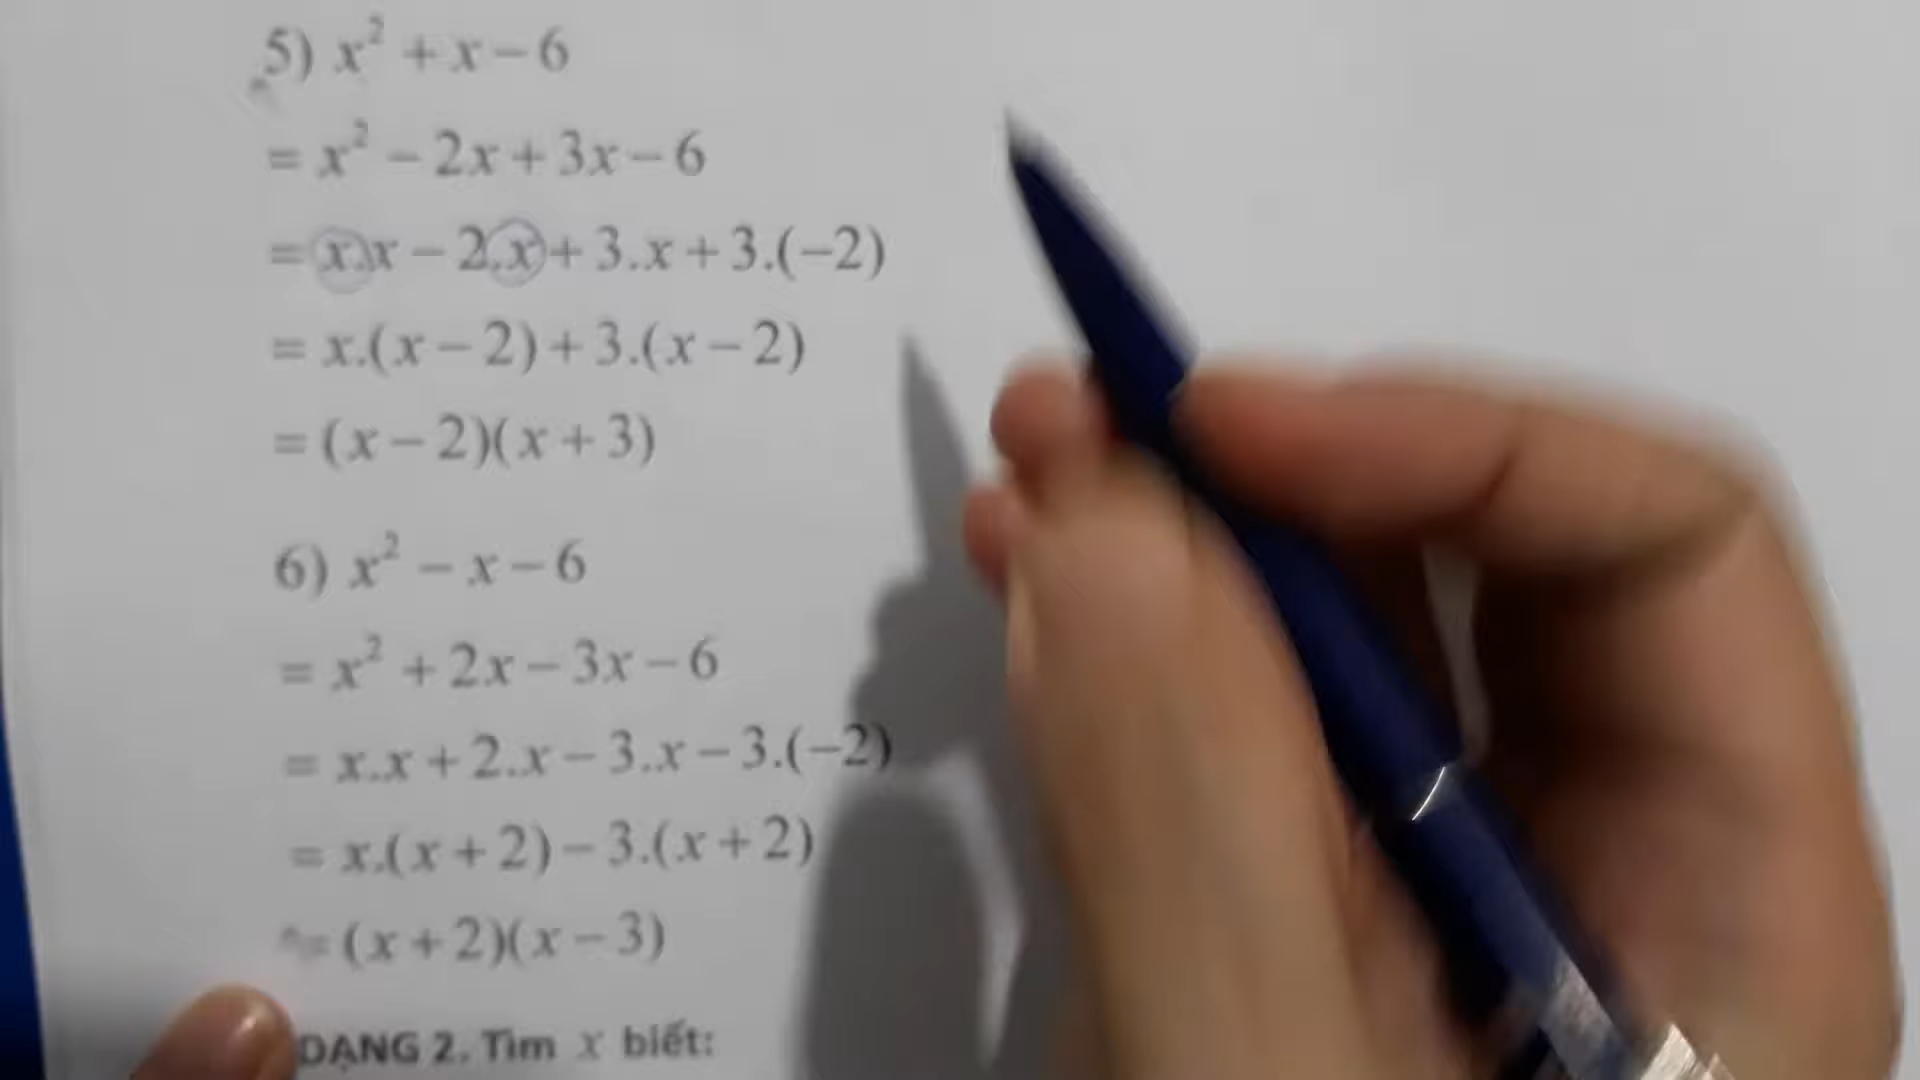 5) x² + x − 6
= x² − 2x + 3x − 6
= x.x − 2.x + 3.x + 3.(−2)
= x.(x − 2) + 3.(x − 2)
= (x − 2)(x + 3)
6) x² − x − 6
= x² + 2x − 3x − 6
= x.x + 2.x − 3.x − 3.(−2)
= x.(x + 2) − 3.(x + 2)
= (x + 2)(x − 3)
DẠNG 2. Tìm x biết: